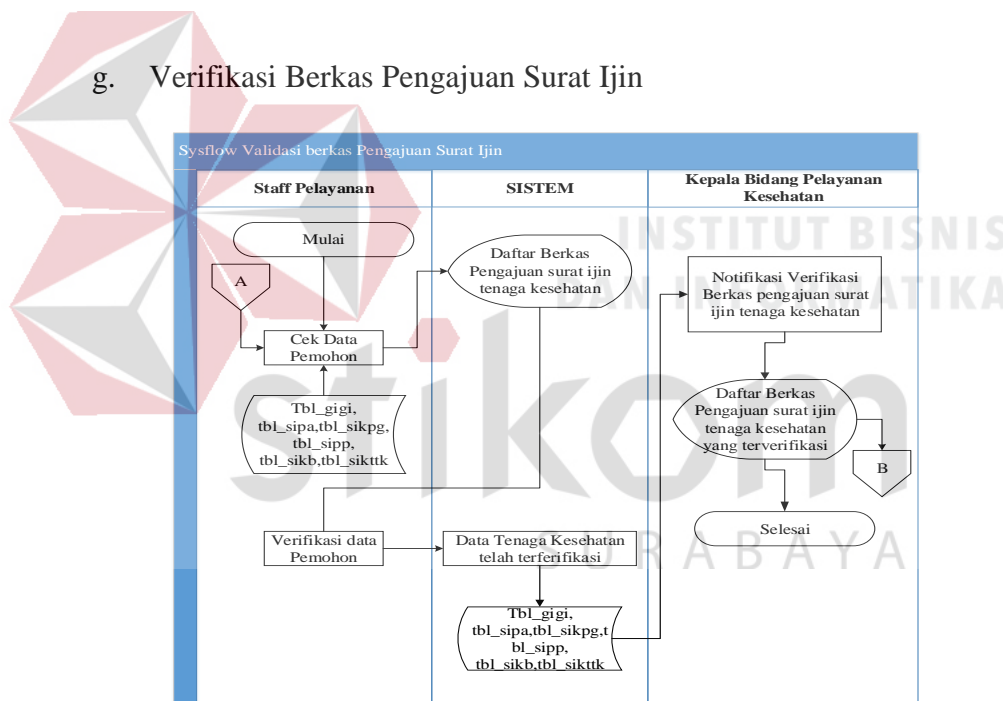 g. Verifikasi Berkas Pengajuan Surat Ijin
Sysflow Validasi berkas Pengajuan Surat Ijin
Staff Pelayanan
SISTEM
Kepala Bidang Pelayanan
Kesehatan
Mulai
A
Cek Data
Pemohon
Tbl_gigi,
tbl_sipa,tbl_sikpg,
tbl_sipp,
tbl_sikb,tbl_sikttk
Verifikasi data
Pemohon
Daftar Berkas
Pengajuan surat ijin
tenaga kesehatan
Data Tenaga Kesehatan
telah terferifikasi
Tbl_gigi,
tbl_sipa,tbl_sikpg,t
bl_sipp,
tbl_sikb,tbl_sikttk
Notifikasi Verifikasi
Berkas pengajuan surat
ijin tenaga kesehatan
Daftar Berkas
Pengajuan surat ijin
tenaga kesehatan
yang terverifikasi
B
Selesai
INSTITUT BISNIS
DAN INFORMATIKA
stikom
SURABAYA